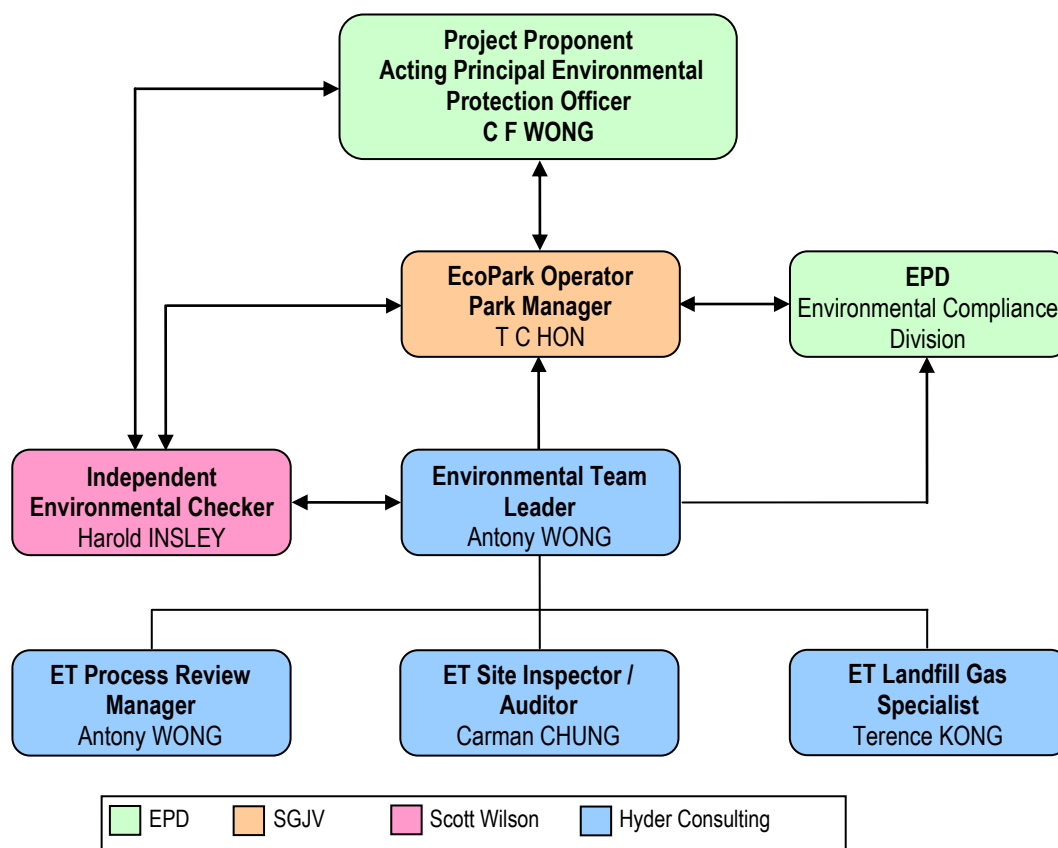 Project Proponent
Acting Principal Environmental
Protection Officer
C F WONG
EcoPark Operator
Park Manager
T C HON
EPD
Environmental Compliance
Division
Independent
Environmental Checker
Harold INSLEY
Environmental Team
Leader
Antony WONG
ET Process Review
Manager
Antony WONG
ET Site Inspector /
Auditor
Carman CHUNG
ET Landfill Gas
Specialist
Terence KONG
EPD SGJV Scott Wilson Hyder Consulting